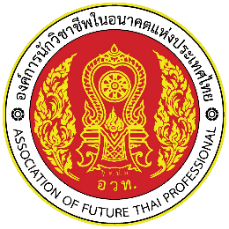 องค์การนักวิชาชีพในอนาคตแห่งประเทศไทย
อ ว ท.
ASSOCIATION OF FUTURE THAI PROFESSIONAL